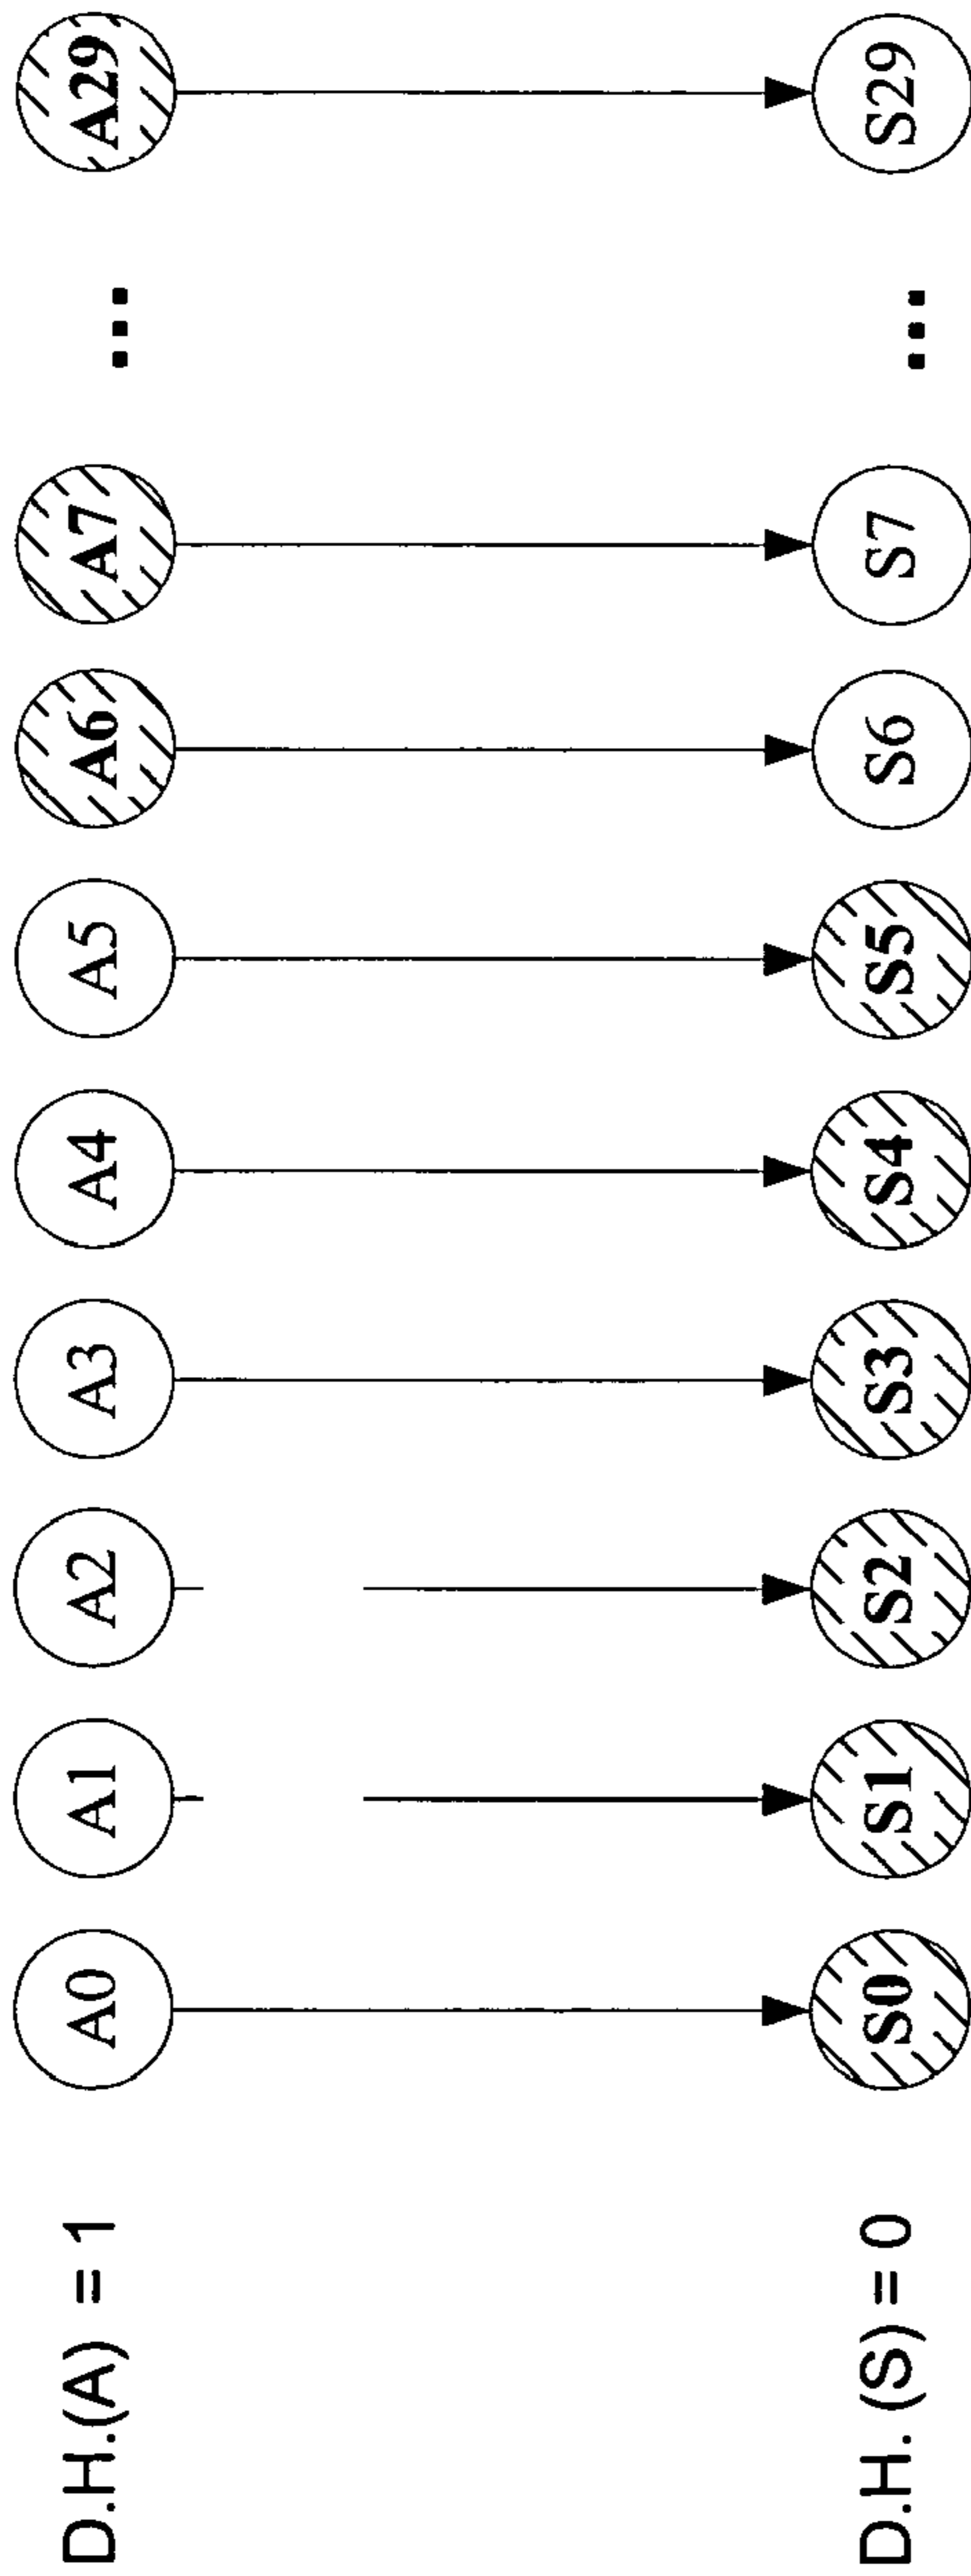 D.H.(A) = 1 A0 A1 A2 A3 A4 A5 A6 A7 ... A29
D.H. (S) = 0 S0 S1 S2 S3 S4 S5 S6 S7 ... S29